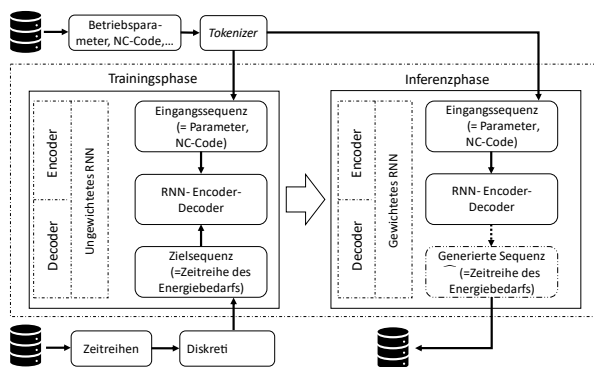 Betriebspara-
meter, NC-Code,...
Tokenizer
Trainingsphase
Inferenzphase
Encoder
Decoder
Ungewichtetes RNN
Eingangssequenz
(= Parameter,
NC-Code)
RNN- Encoder-
Decoder
Zielsequenz
(=Zeitreihe des
Energiebedarfs)
Encoder
Decoder
Gewichtetes RNN
Eingangssequenz
(= Parameter,
NC-Code)
RNN- Encoder-
Decoder
Generierte Sequenz
(=Zeitreihe des
Energiebedarfs)
Zeitreihen
Diskreti